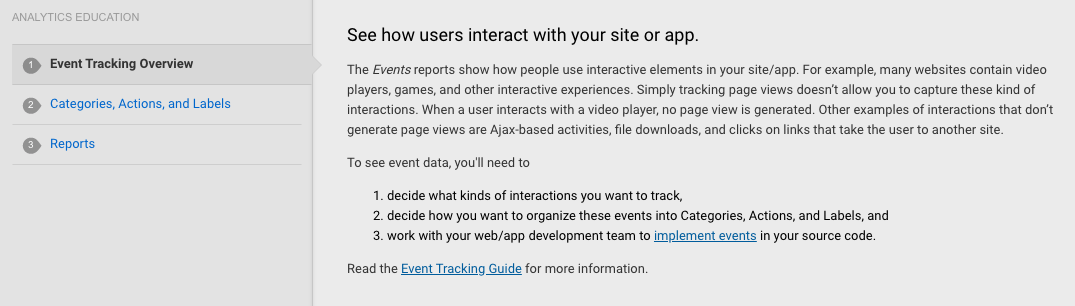 ANALYTICS EDUCATION
1 Event Tracking Overview
2 Categories, Actions, and Labels
3 Reports
See how users interact with your site or app.
The Events reports show how people use interactive elements in your site/app. For example, many websites contain video
players, games, and other interactive experiences. Simply tracking page views doesn't allow you to capture these kind of
interactions. When a user interacts with a video player, no page view is generated. Other examples of interactions that don't
generate page views are Ajax-based activities, file downloads, and clicks on links that take the user to another site.
To see event data, you'll need to
1. decide what kinds of interactions you want to track,
2. decide how you want to organize these events into Categories, Actions, and Labels, and
3. work with your web/app development team to implement events in your source code.
Read the Event Tracking Guide for more information.